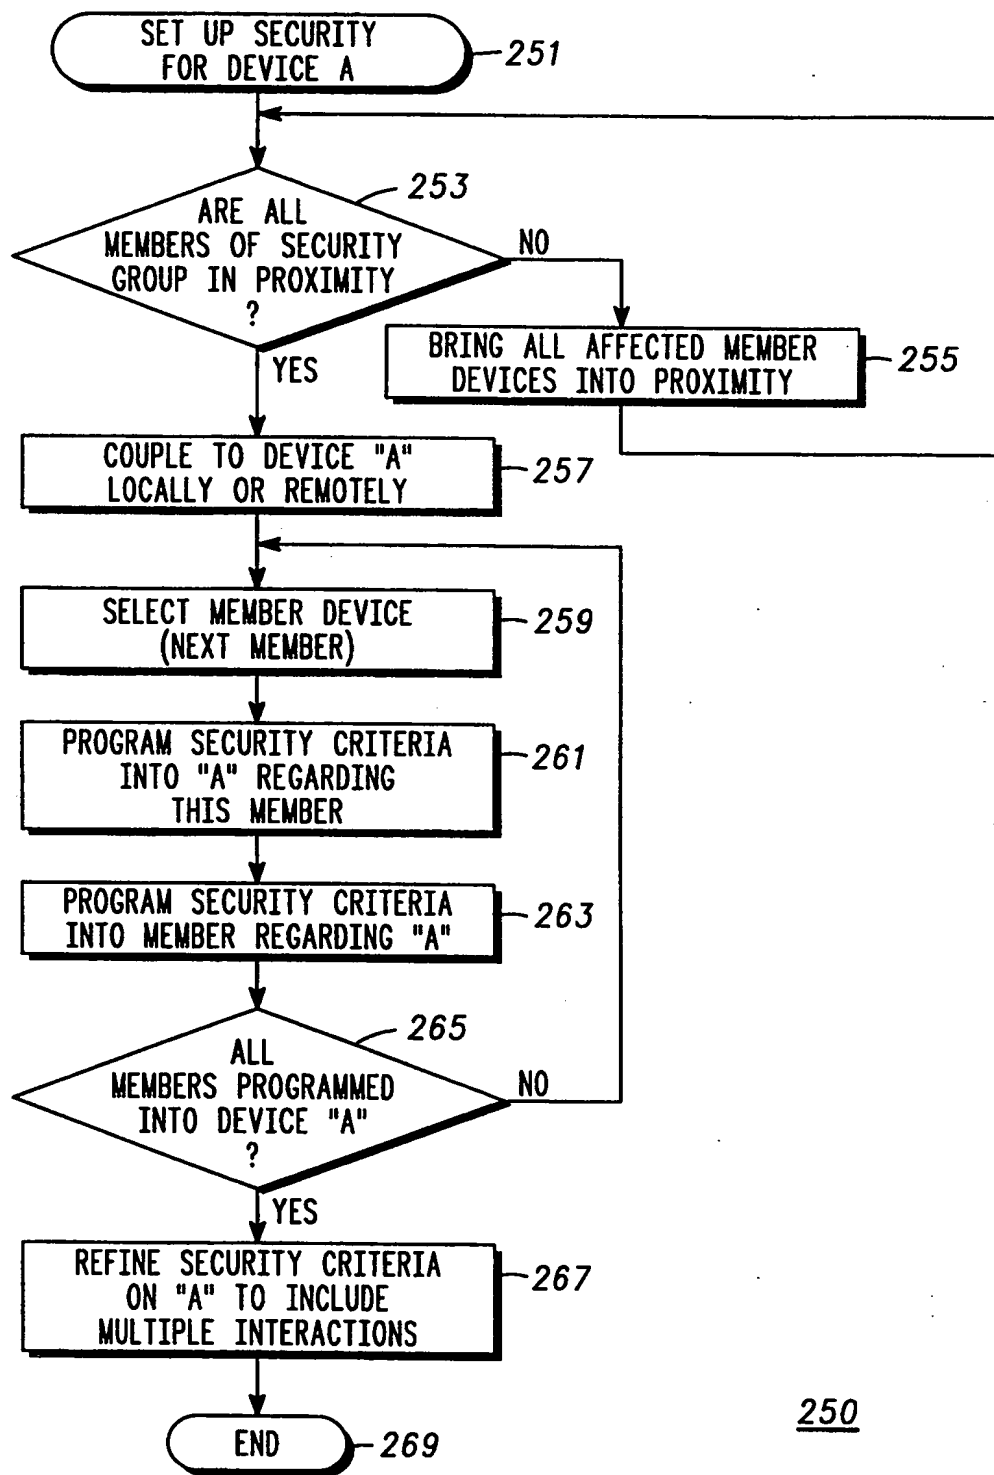 SET UP SECURITY
FOR DEVICE A
251
253
ARE ALL
MEMBERS OF SECURITY
GROUP IN PROXIMITY
?
NO
YES
BRING ALL AFFECTED MEMBER
DEVICES INTO PROXIMITY
255
COUPLE TO DEVICE "A"
LOCALLY OR REMOTELY
257
SELECT MEMBER DEVICE
(NEXT MEMBER)
259
PROGRAM SECURITY CRITERIA
INTO "A" REGARDING
THIS MEMBER
261
PROGRAM SECURITY CRITERIA
INTO MEMBER REGARDING "A"
263
265
ALL
MEMBERS PROGRAMMED
INTO DEVICE "A"
?
NO
YES
REFINE SECURITY CRITERIA
ON "A" TO INCLUDE
MULTIPLE INTERACTIONS
267
END
269
250